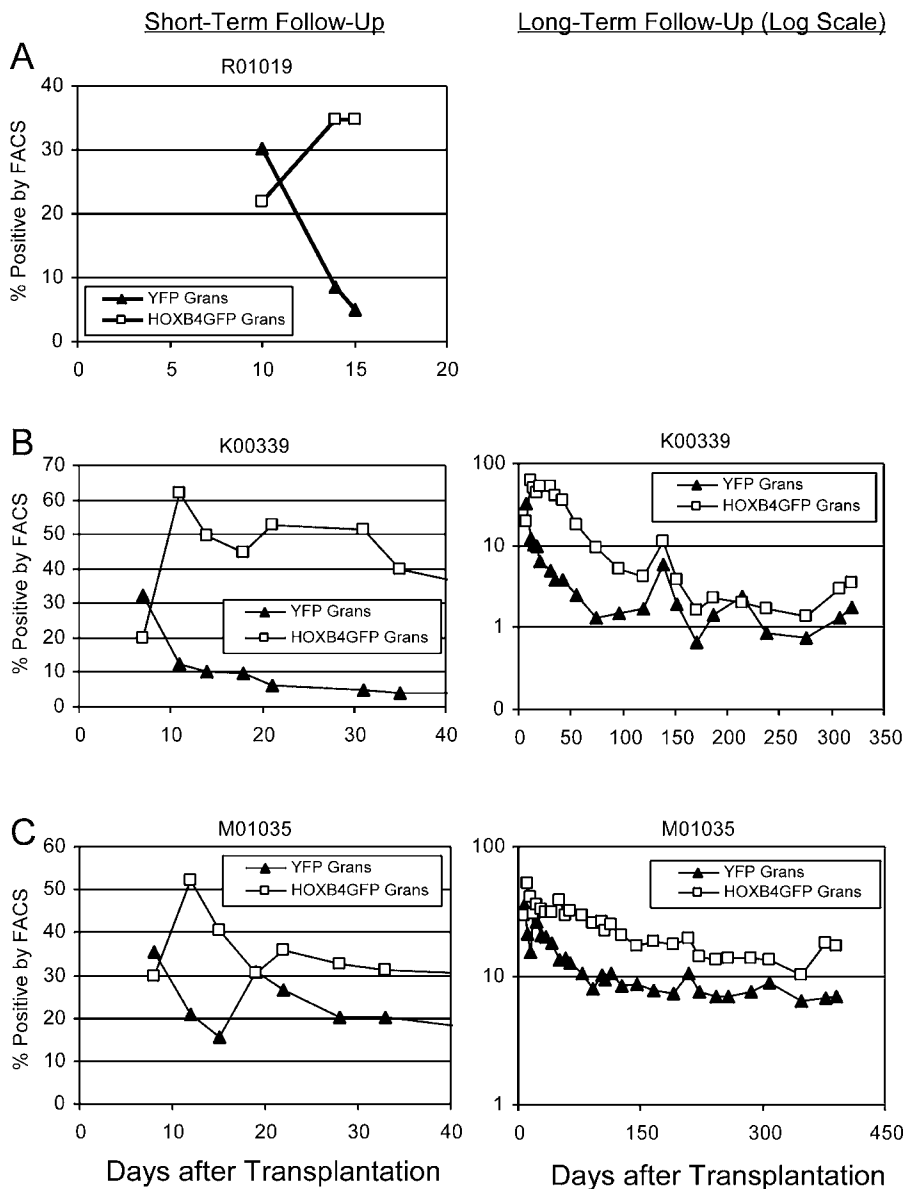 Short-Term Follow-Up
Long-Term Follow-Up (Log Scale)
A
R01019
% Positive by FACS
40
30
20
10
0
YFP Grans
HOXB4GFP Grans
0 5 10 15 20
B
K00339
% Positive by FACS
70
60
50
40
30
20
10
0
YFP Grans
HOXB4GFP Grans
0 10 20 30 40
K00339
100
10
1
0
YFP Grans
HOXB4GFP Grans
0 50 100 150 200 250 300 350
C
M01035
% Positive by FACS
60
50
40
30
20
10
0
YFP Grans
HOXB4GFP Grans
0 10 20 30 40
Days after Transplantation
M01035
100
10
1
YFP Grans
HOXB4GFP Grans
0 150 300 450
Days after Transplantation